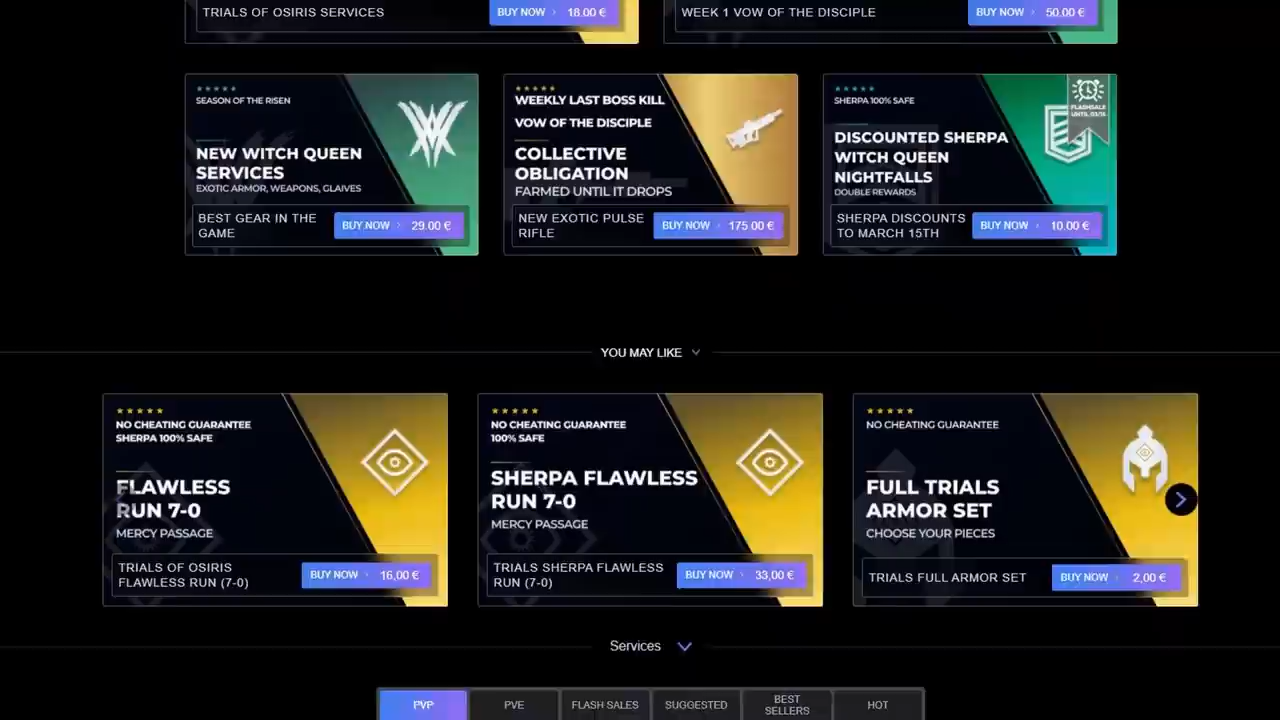 TRIALS OF OSIRIS SERVICES
BUY NOW › 18.00 €
WEEK 1 VOW OF THE DISCIPLE
BUY NOW › 50.00 €
SEASON OF THE RISEN
NEW WITCH QUEEN
SERVICES
EXOTIC ARMOR, WEAPONS, GLAIVES
BEST GEAR IN THE
GAME
BUY NOW › 29.00 €
WEEKLY LAST BOSS KILL
VOW OF THE DISCIPLE
COLLECTIVE
OBLIGATION
FARMED UNTIL IT DROPS
NEW EXOTIC PULSE
RIFLE
BUY NOW › 175.00 €
SHERPA 100% SAFE
FLASHSALE
UNTIL 03/15
DISCOUNTED SHERPA
WITCH QUEEN
NIGHTFALLS
DOUBLE REWARDS
SHERPA DISCOUNTS
TO MARCH 15TH
BUY NOW › 10.00 €
YOU MAY LIKE
NO CHEATING GUARANTEE
SHERPA 100% SAFE
FLAWLESS
RUN 7-0
MERCY PASSAGE
TRIALS OF OSIRIS
FLAWLESS RUN (7-0)
BUY NOW › 16,00 €
NO CHEATING GUARANTEE
100% SAFE
SHERPA FLAWLESS
RUN 7-0
MERCY PASSAGE
TRIALS SHERPA FLAWLESS
RUN (7-0)
BUY NOW › 33,00 €
NO CHEATING GUARANTEE
FULL TRIALS
ARMOR SET
CHOOSE YOUR PIECES
TRIALS FULL ARMOR SET
BUY NOW › 2,00 €
Services
PVP
PVE
FLASH SALES
SUGGESTED
BEST
SELLERS
HOT